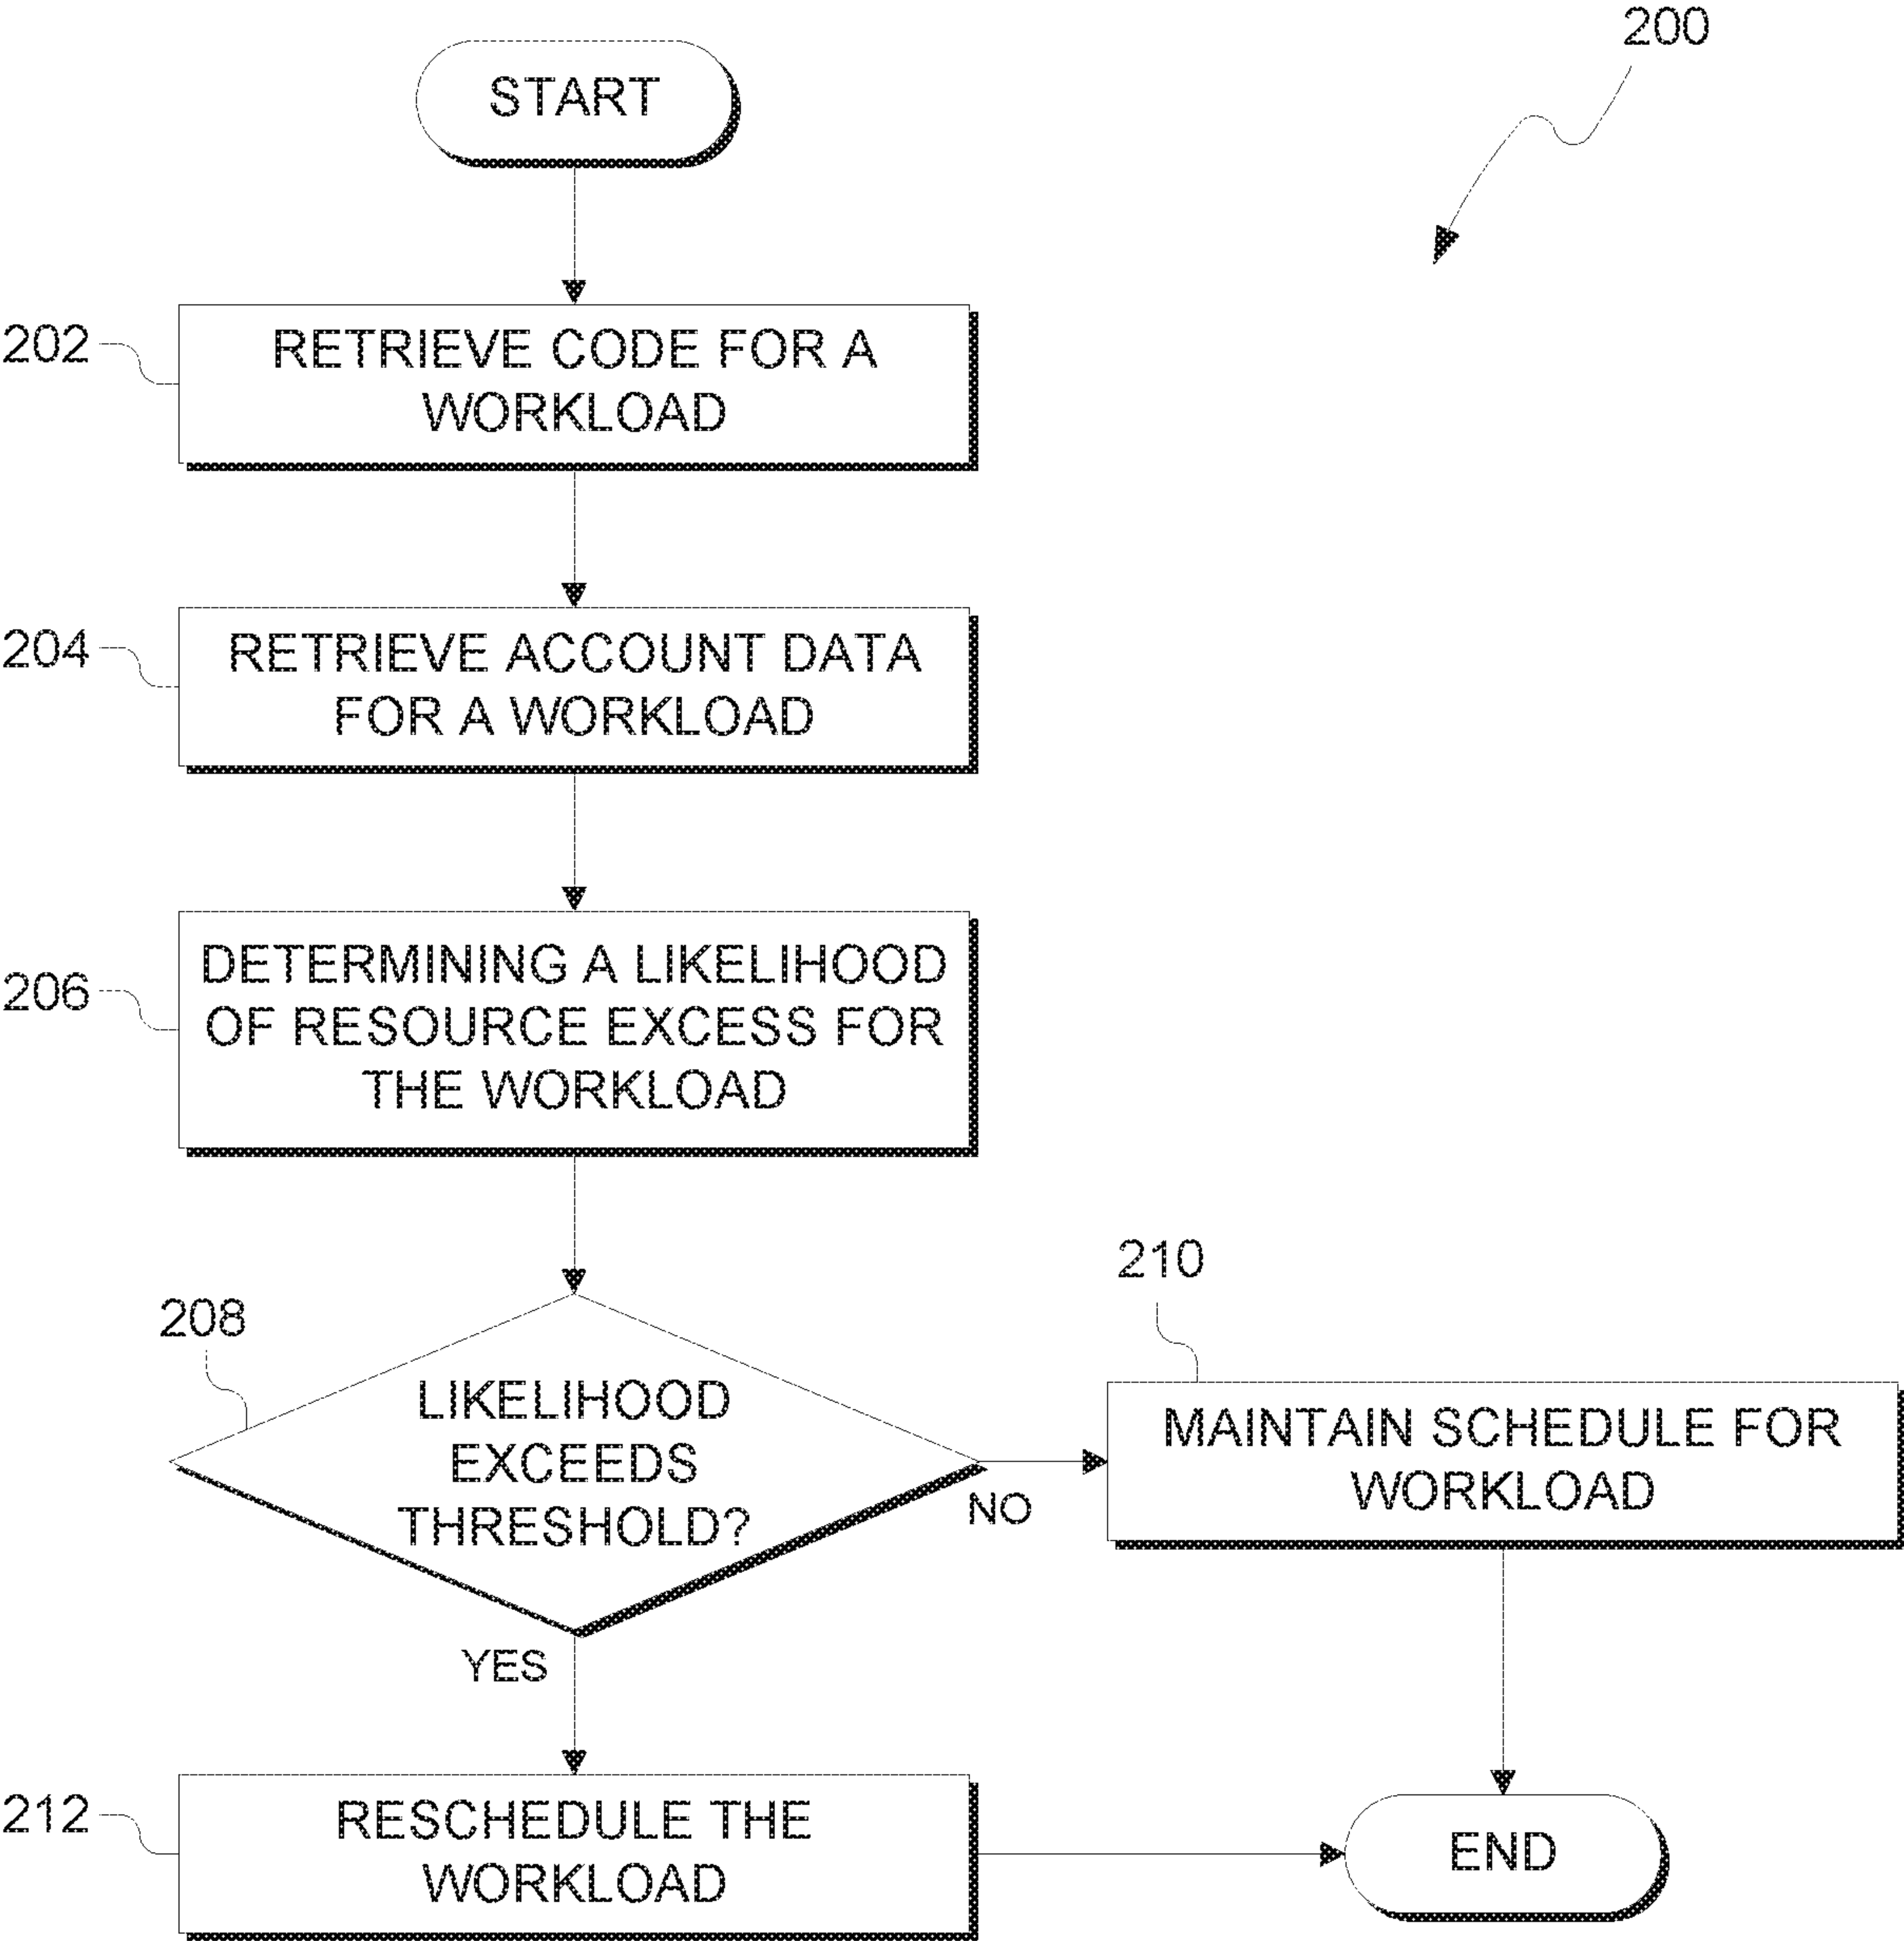 200
START
202
RETRIEVE CODE FOR A
WORKLOAD
204
RETRIEVE ACCOUNT DATA
FOR A WORKLOAD
206
DETERMINING A LIKELIHOOD
OF RESOURCE EXCESS FOR
THE WORKLOAD
208
LIKELIHOOD
EXCEEDS
THRESHOLD?
NO
210
MAINTAIN SCHEDULE FOR
WORKLOAD
YES
212
RESCHEDULE THE
WORKLOAD
END